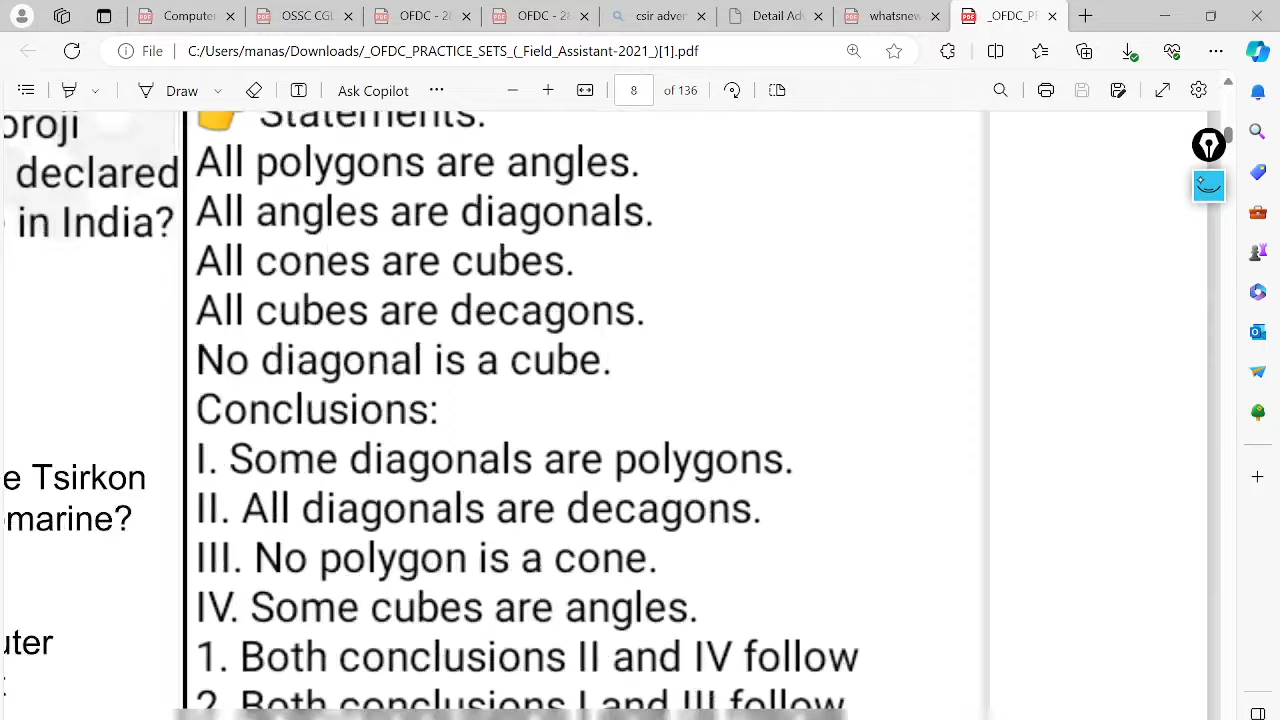 Computer
OSSC CGL
OFDC - 2
OFDC - 2
csir adver
Detail Ad
whatsnew
_OFDC_P
File
C:/Users/manas/Downloads/_OFDC_PRACTICE_SETS_(_Field_Assistant-2021_)[1].pdf
Draw
Ask Copilot
8
of 136
oroji
declared
in India?
e Tsirkon
marine?
uter
Statements:
All polygons are angles.
All angles are diagonals.
All cones are cubes.
All cubes are decagons.
No diagonal is a cube.
Conclusions:
I. Some diagonals are polygons.
II. All diagonals are decagons.
III. No polygon is a cone.
IV. Some cubes are angles.
1. Both conclusions II and IV follow
2. Both conclusions I and III follow